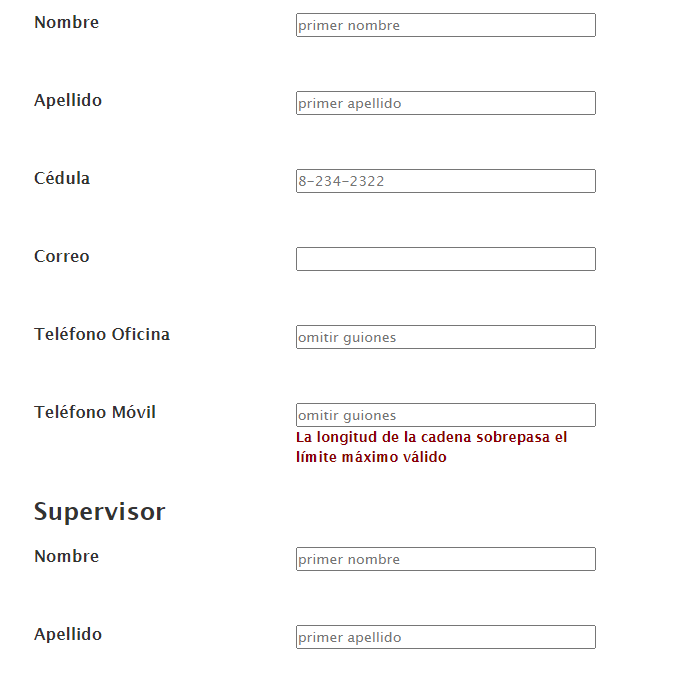 Nombre primer nombre
Apellido primer apellido
Cédula 8-234-2322
Correo
Teléfono Oficina omitir guiones
Teléfono Móvil omitir guiones
La longitud de la cadena sobrepasa el
límite máximo válido
Supervisor
Nombre primer nombre
Apellido primer apellido